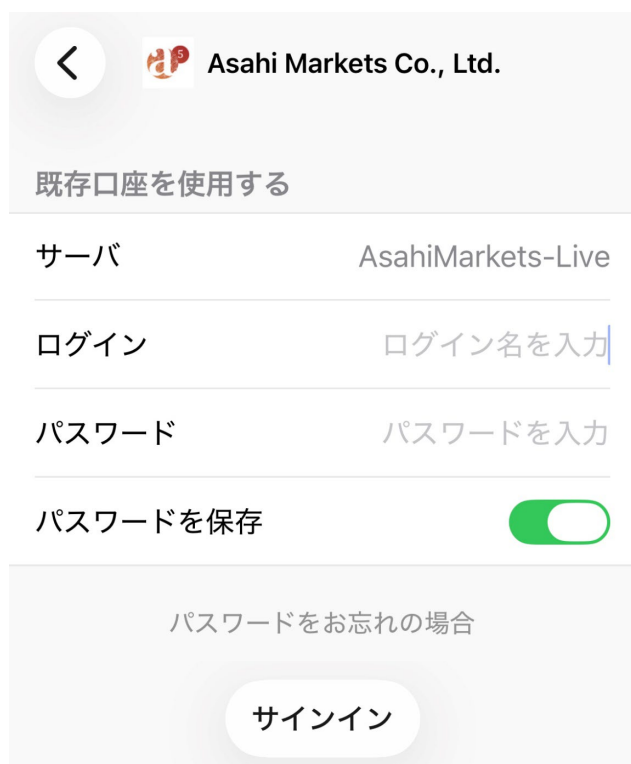 Asahi Markets Co., Ltd.
既存口座を使用する
サーバ AsahiMarkets-Live
ログイン ログイン名を入力
パスワード パスワードを入力
パスワードを保存
パスワードをお忘れの場合
サインイン